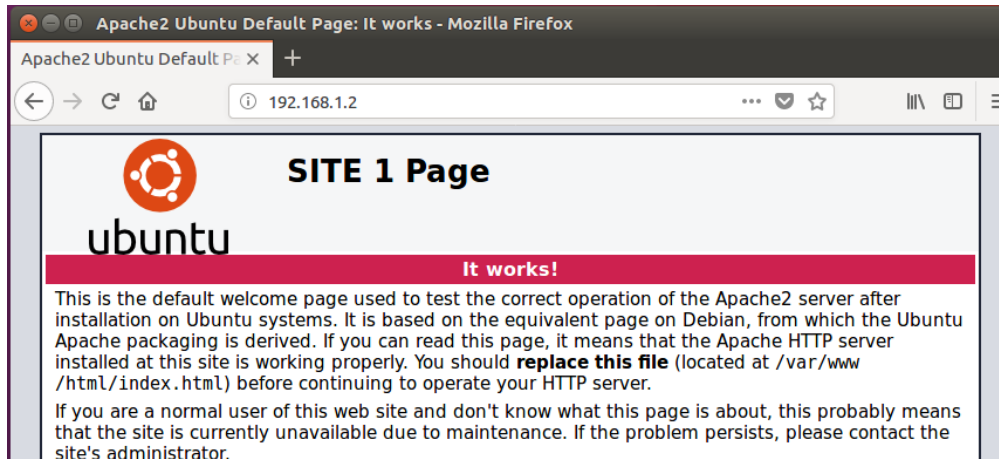 Apache2 Ubuntu Default Page: It works - Mozilla Firefox
Apache2 Ubuntu Default
192.168.1.2
SITE 1 Page
ubuntu
It works!
This is the default welcome page used to test the correct operation of the Apache2 server after
installation on Ubuntu systems. It is based on the equivalent page on Debian, from which the Ubuntu
Apache packaging is derived. If you can read this page, it means that the Apache HTTP server
installed at this site is working properly. You should replace this file (located at /var/www
/html/index.html) before continuing to operate your HTTP server.
If you are a normal user of this web site and don't know what this page is about, this probably means
that the site is currently unavailable due to maintenance. If the problem persists, please contact the
site's administrator.